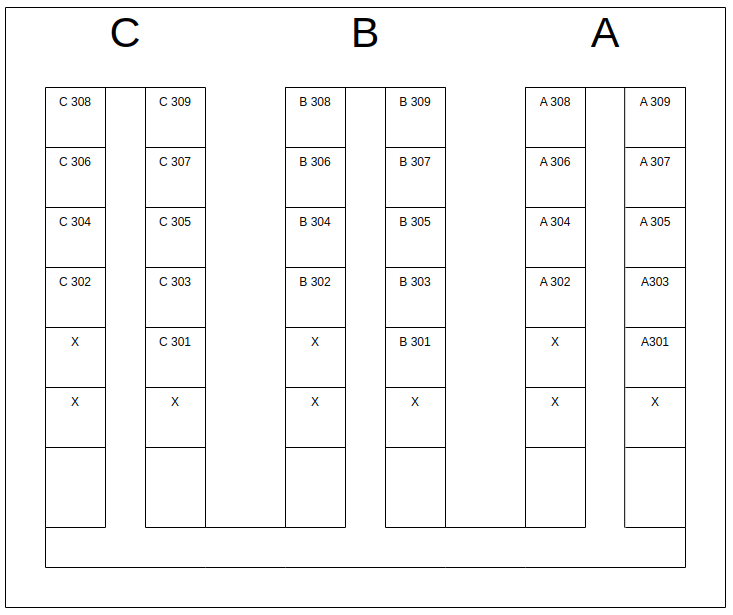 C B A
C 308 C 309 B 308 B 309 A 308 A 309
C 306 C 307 B 306 B 307 A 306 A 307
C 304 C 305 B 304 B 305 A 304 A 305
C 302 C 303 B 302 B 303 A 302 A303
X C 301 X B 301 X A301
X X X X X X